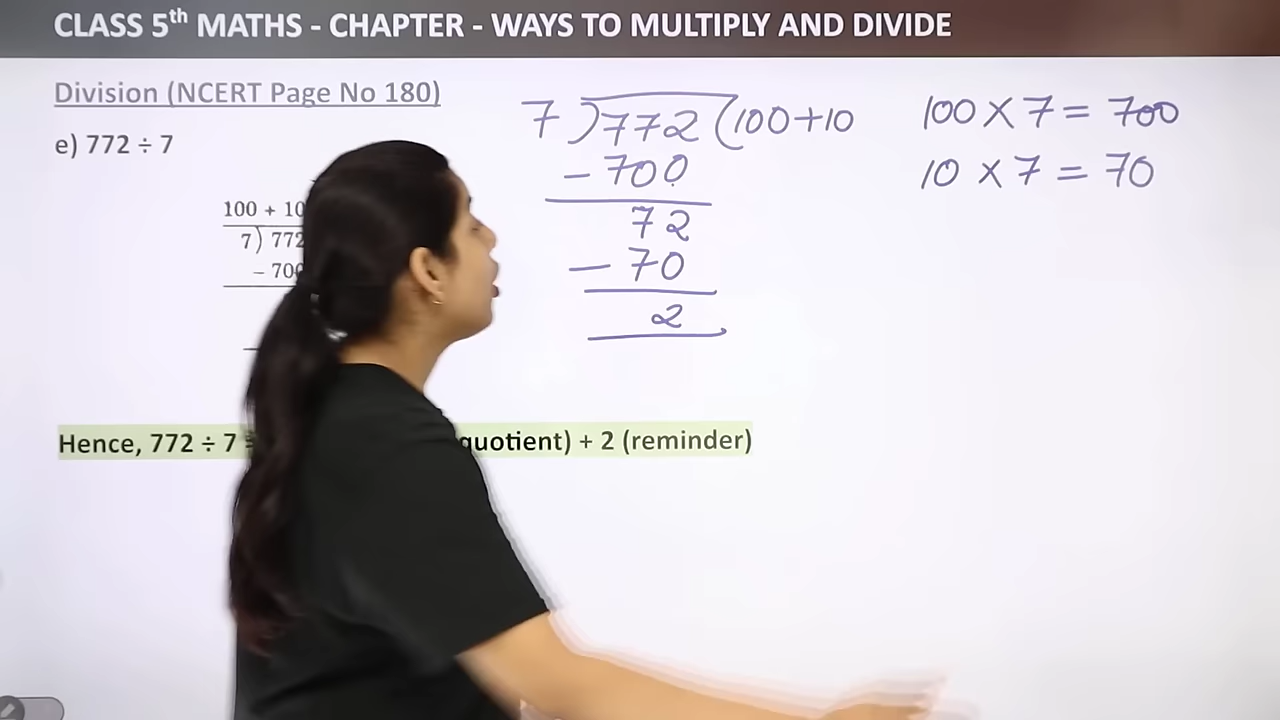 CLASS 5th MATHS - CHAPTER - WAYS TO MULTIPLY AND DIVIDE
Division (NCERT Page No 180)
e) 772 ÷ 7
100 + 10
7) 772
- 700
Hence, 772 ÷ 7 = quotient) + 2 (reminder)
7)772(100+10
-700
72
-70
2
100 × 7 = 700
10 × 7 = 70